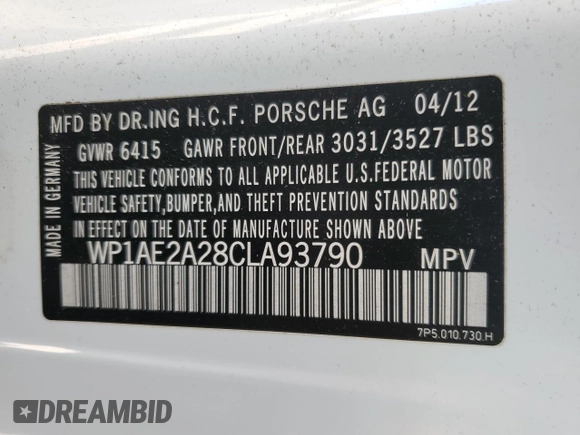 MFD BY DR.ING H.C.F. PORSCHE AG 04/12
GVWR 6415 GAWR FRONT/REAR 3031/3527 LBS
THIS VEHICLE CONFORMS TO ALL APPLICABLE U.S.FEDERAL MOTOR
VEHICLE SAFETY,BUMPER,AND THEFT PREVENTION STANDARDS
IN EFFECT ON THE DATE OF MANUFACTURE SHOWN ABOVE
WP1AE2A28CLA93790 MPV
MADE IN GERMANY
7P5.010.730.H
DREAMBID